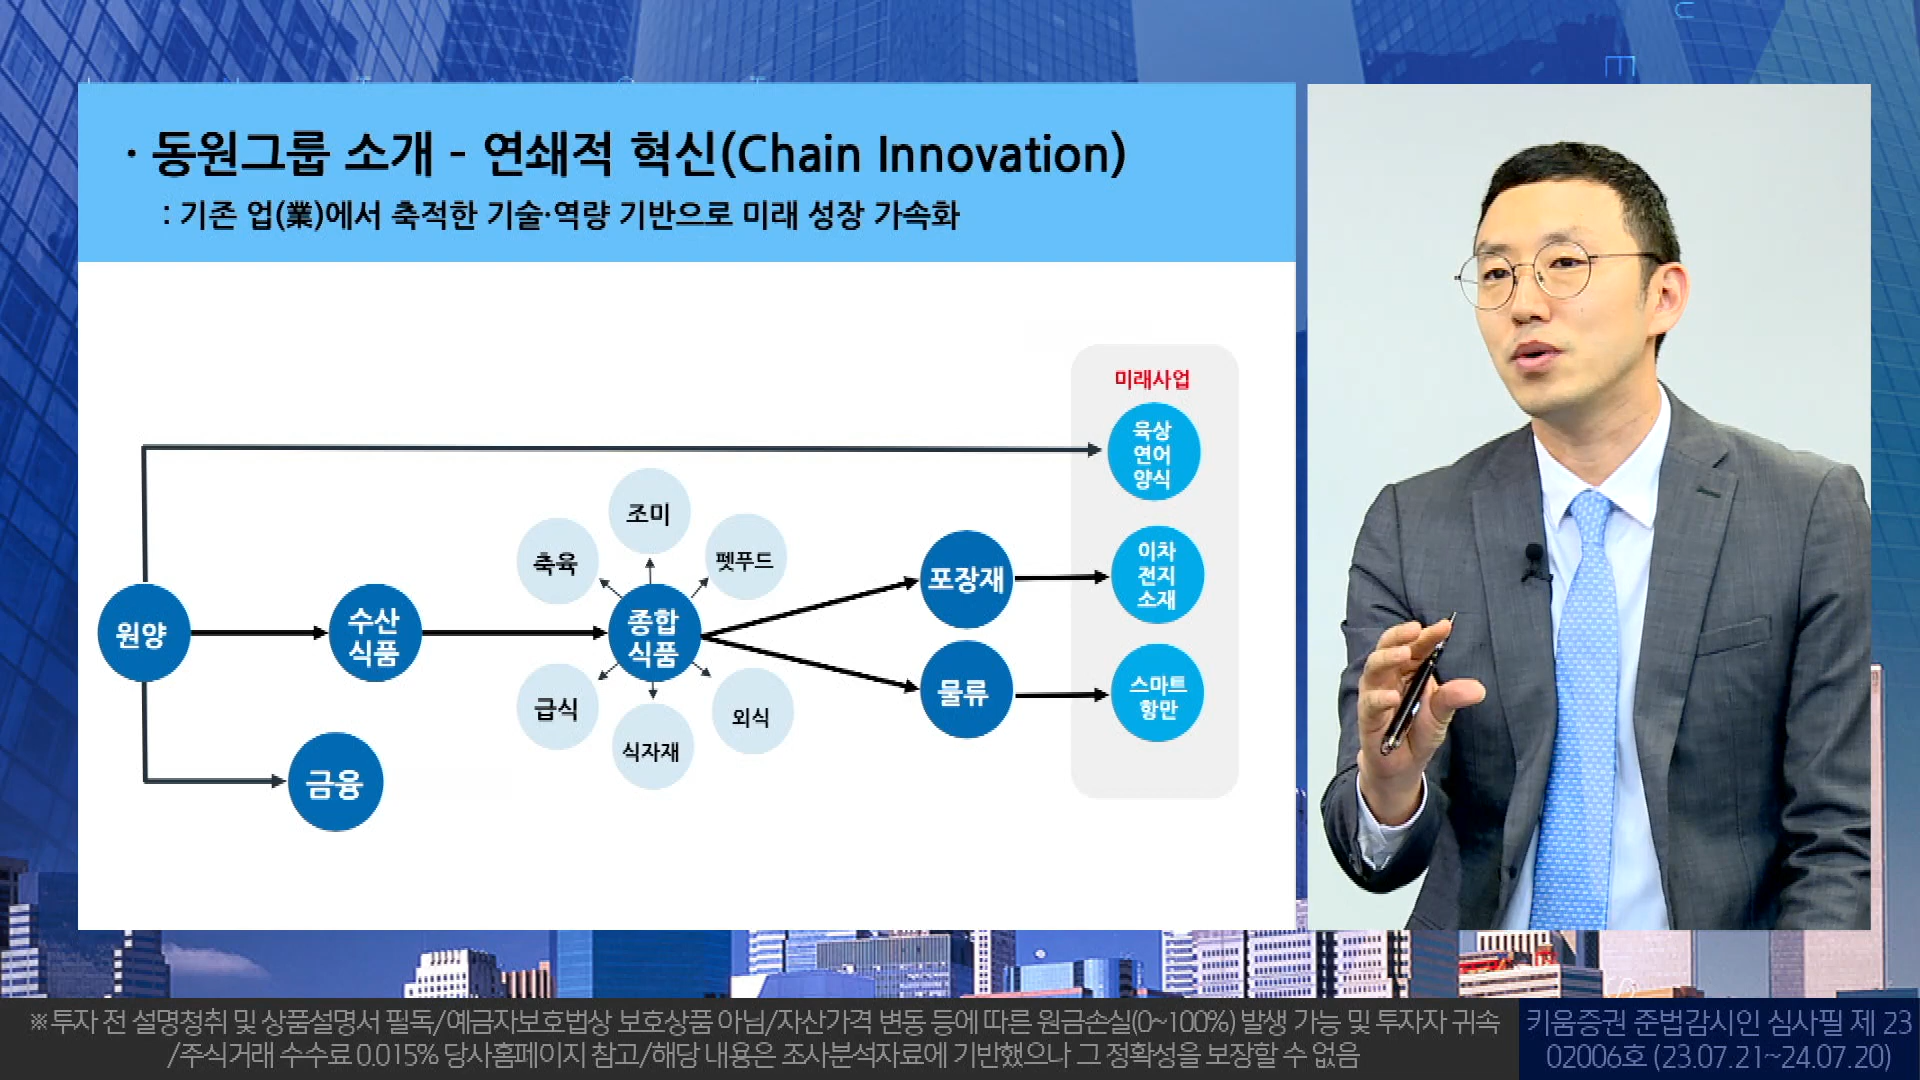 · 동원그룹 소개 - 연쇄적 혁신(Chain Innovation)
: 기존 업(業)에서 축적한 기술·역량 기반으로 미래 성장 가속화
미래사업
육상
연어
양식
조미
축육
펫푸드
이차
전지
소재
포장재
원양
수산
식품
종합
식품
물류
스마트
항만
급식
식자재
외식
금융
※투자 전 설명청취 및 상품설명서 필독/예금자보호법상 보호상품 아님/자산가격 변동 등에 따른 원금손실(0~100%) 발생 가능 및 투자자 귀속
/주식거래 수수료 0.015% 당사홈페이지 참고/해당 내용은 조사분석자료에 기반했으나 그 정확성을 보장할 수 없음
키움증권 준법감시인 심사필 제 23
02006호 (23.07.21~24.07.20)